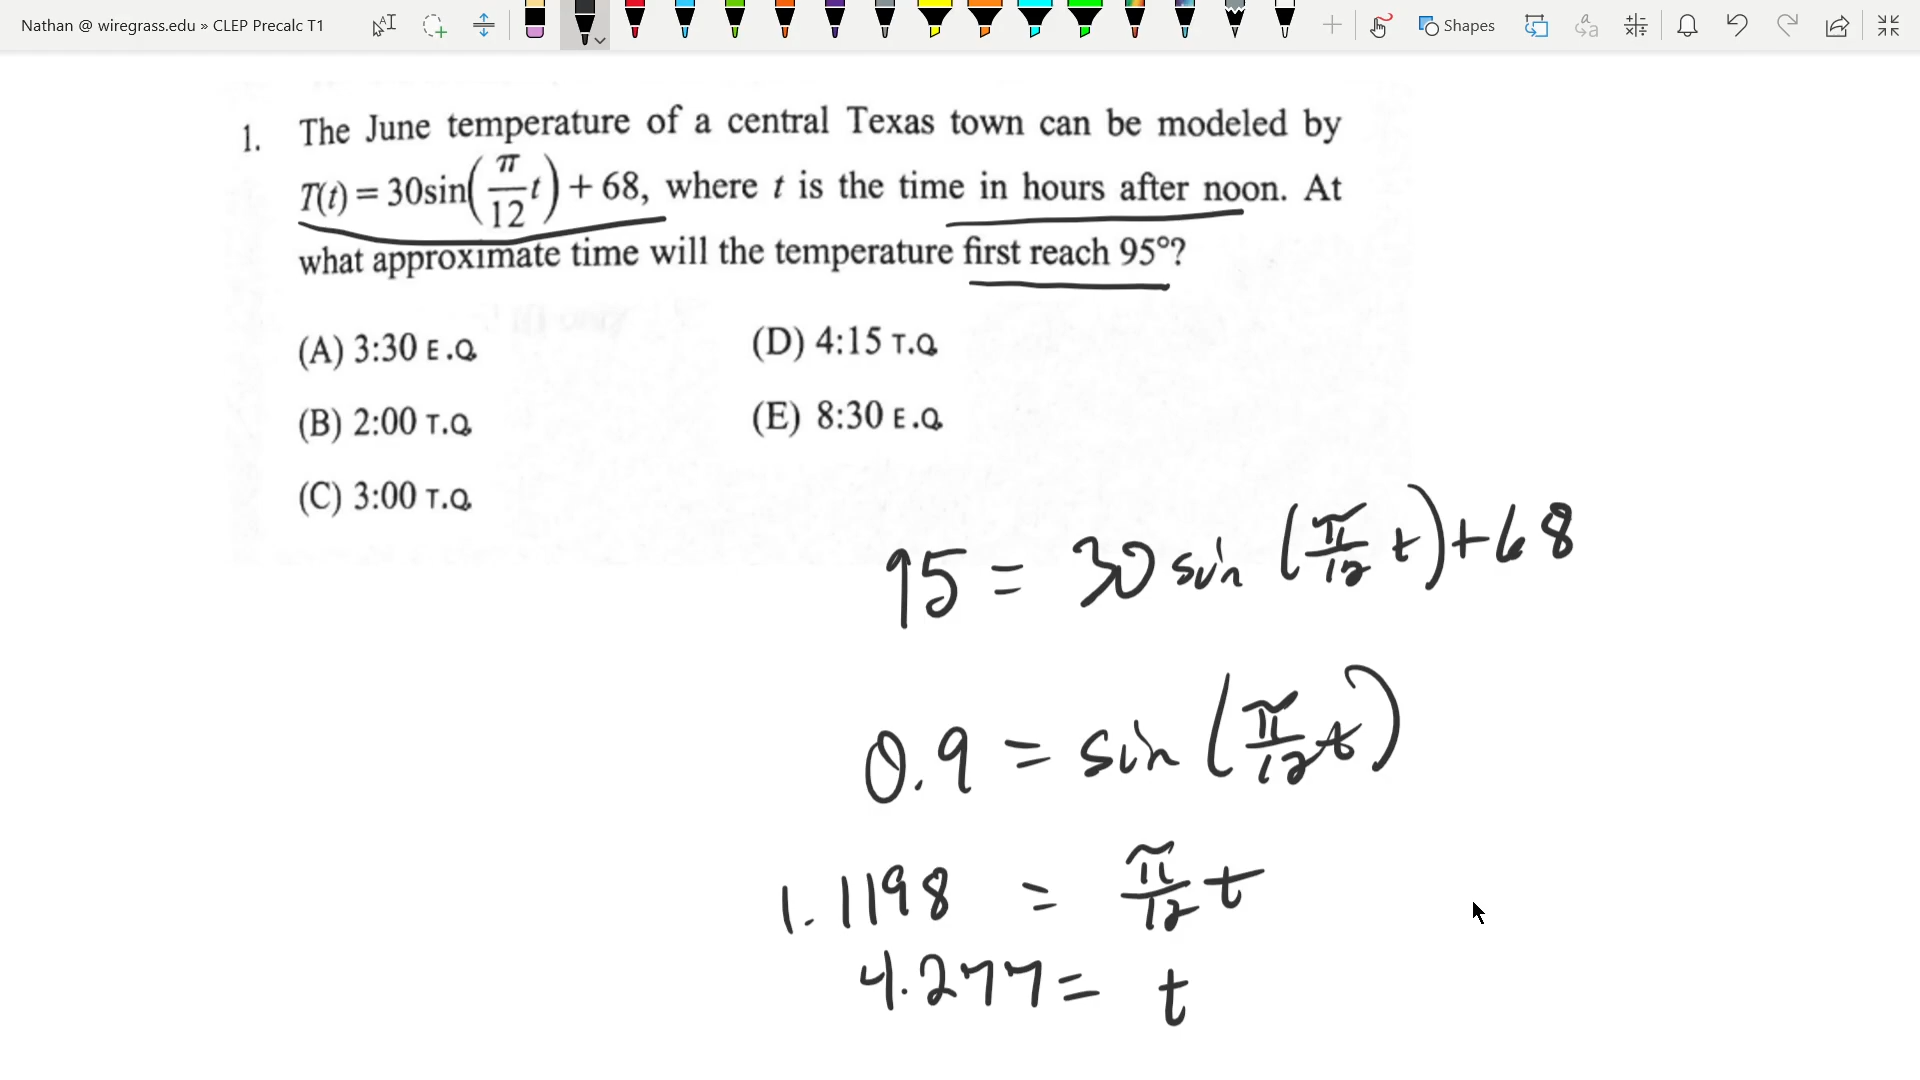 Nathan @ wiregrass.edu » CLEP Precalc T1
Shapes
1. The June temperature of a central Texas town can be modeled by
T(t) = 30sin(π/12 t) + 68, where t is the time in hours after noon. At
what approximate time will the temperature first reach 95°?
(A) 3:30 E.Q.
(B) 2:00 T.Q.
(C) 3:00 T.Q.
(D) 4:15 T.Q.
(E) 8:30 E.Q.
95 = 30 sin (π/12 t) + 68
0.9 = sin (π/12 t)
1.1198 = π/12 t
4.277 = t